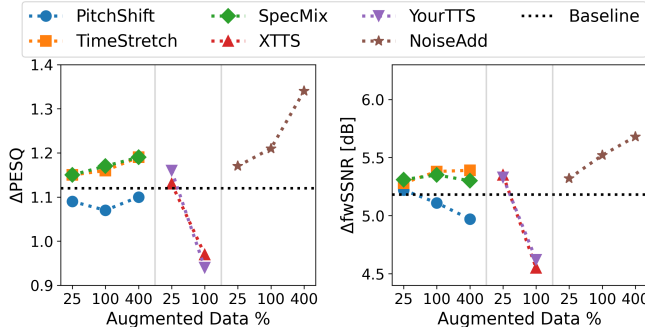 PitchShift SpecMix YourTTS Baseline
TimeStretch XTTS NoiseAdd
ΔPESQ
1.4
1.3
1.2
1.1
1.0
0.9
25 100 400 25 100 25 100 400
Augmented Data %
ΔfwSSNR [dB]
6.0
5.5
5.0
4.5
25 100 400 25 100 25 100 400
Augmented Data %